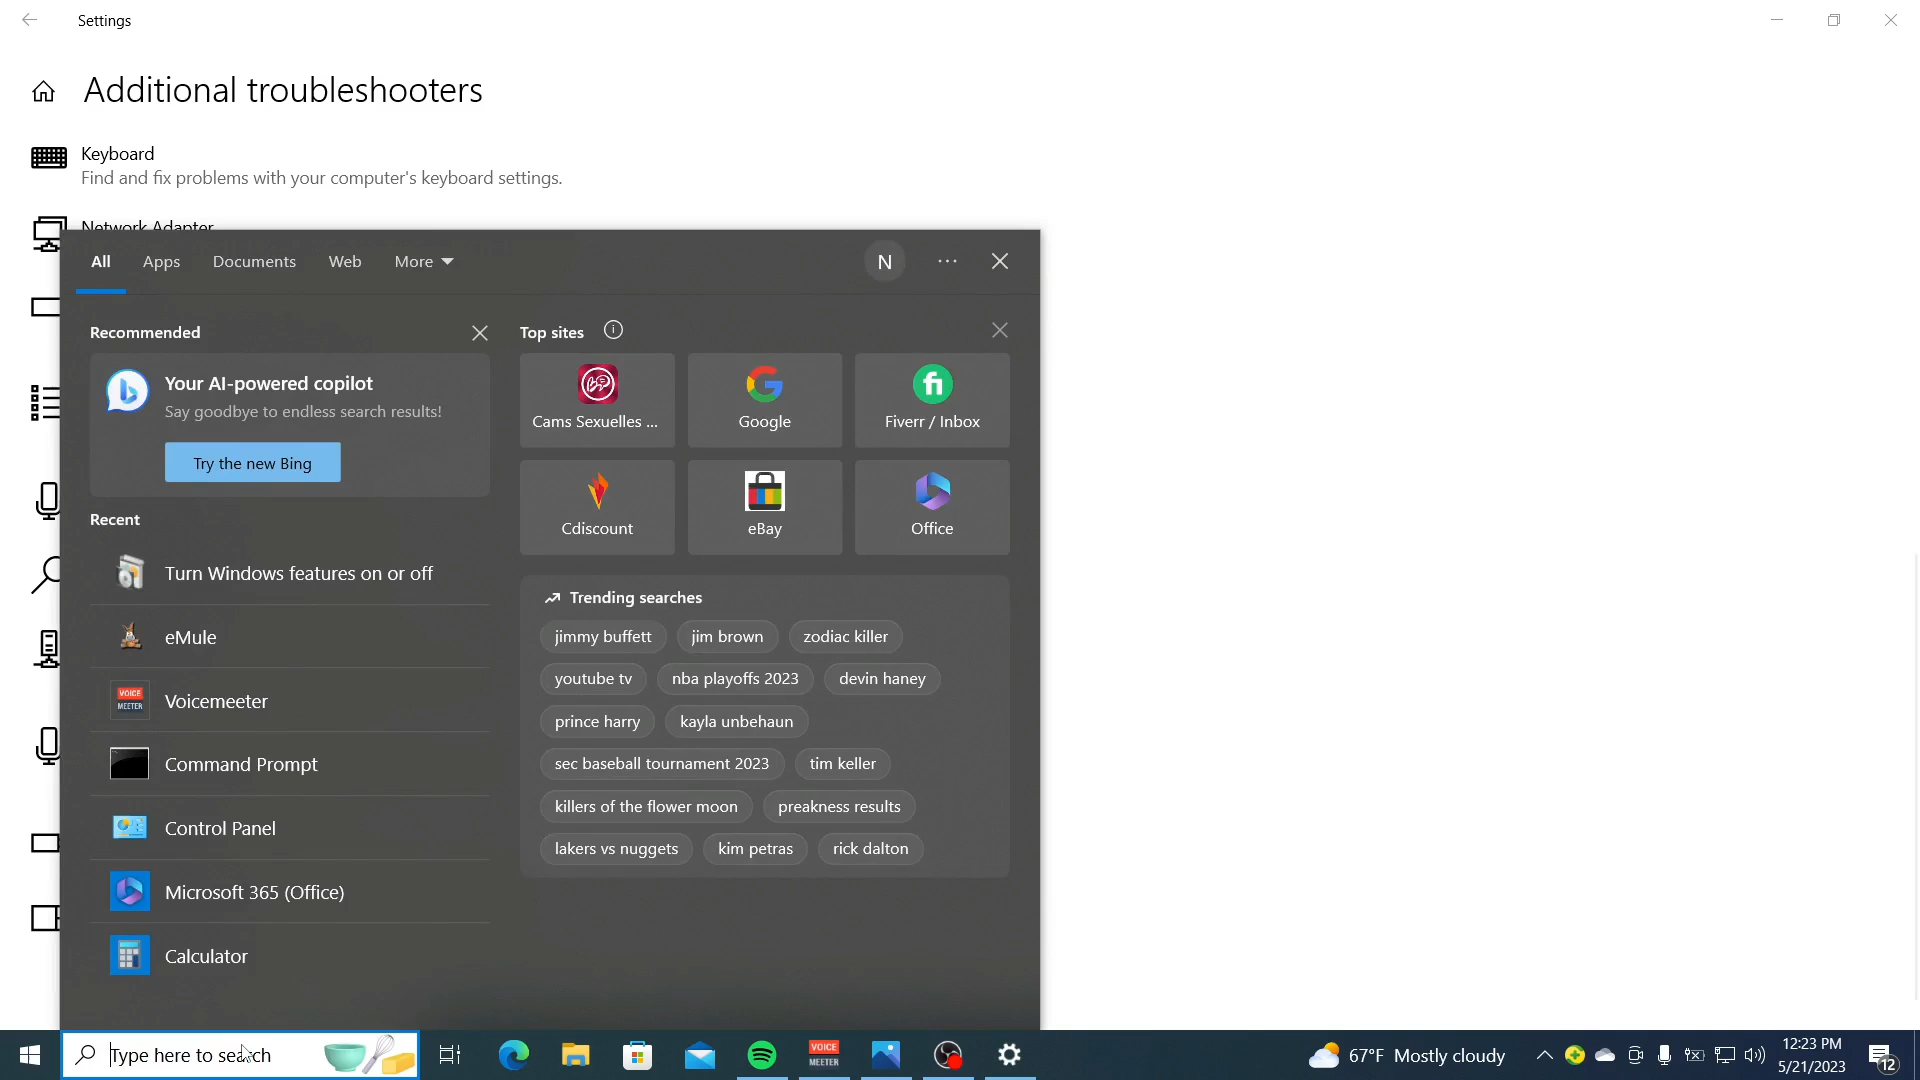 Settings
Additional troubleshooters
Keyboard
Find and fix problems with your computer's keyboard settings.
Network Adapter
All Apps Documents Web More N
Recommended
Your AI-powered copilot
Say goodbye to endless search results!
Try the new Bing
Recent
Turn Windows features on or off
eMule
VOICE MEETER Voicemeeter
Command Prompt
Control Panel
Microsoft 365 (Office)
Calculator
Top sites
Cams Sexuelles ... Google Fiverr / Inbox
Cdiscount eBay Office
Trending searches
jimmy buffett jim brown zodiac killer
youtube tv nba playoffs 2023 devin haney
prince harry kayla unbehaun
sec baseball tournament 2023 tim keller
killers of the flower moon preakness results
lakers vs nuggets kim petras rick dalton
Type here to search
VOICE
MEETER
67°F Mostly cloudy
12:23 PM
5/21/2023
12